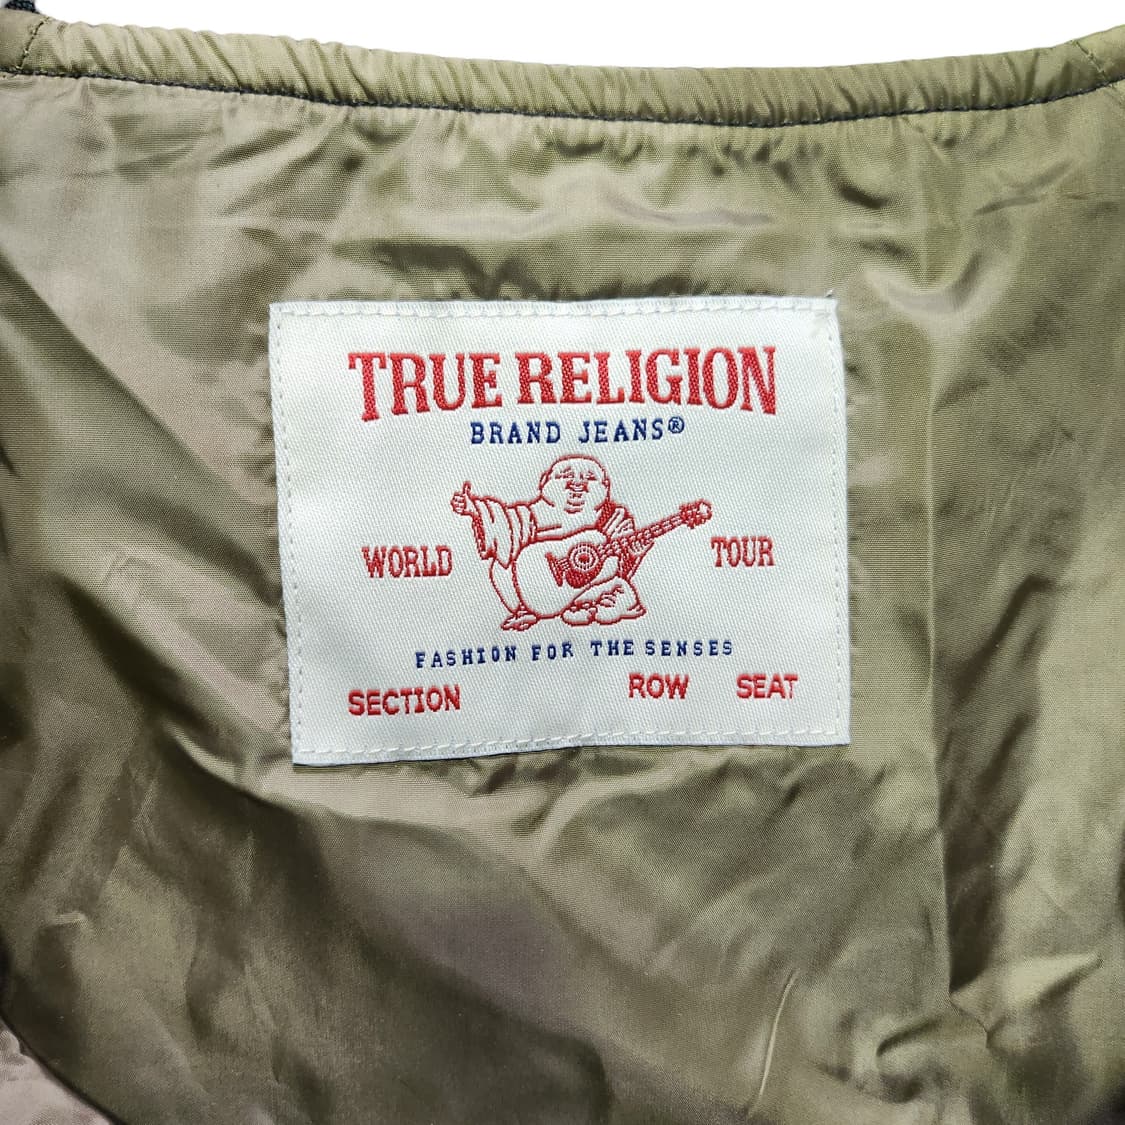 TRUE RELIGION
BRAND JEANS®
WORLD TOUR
FASHION FOR THE SENSES
SECTION ROW SEAT